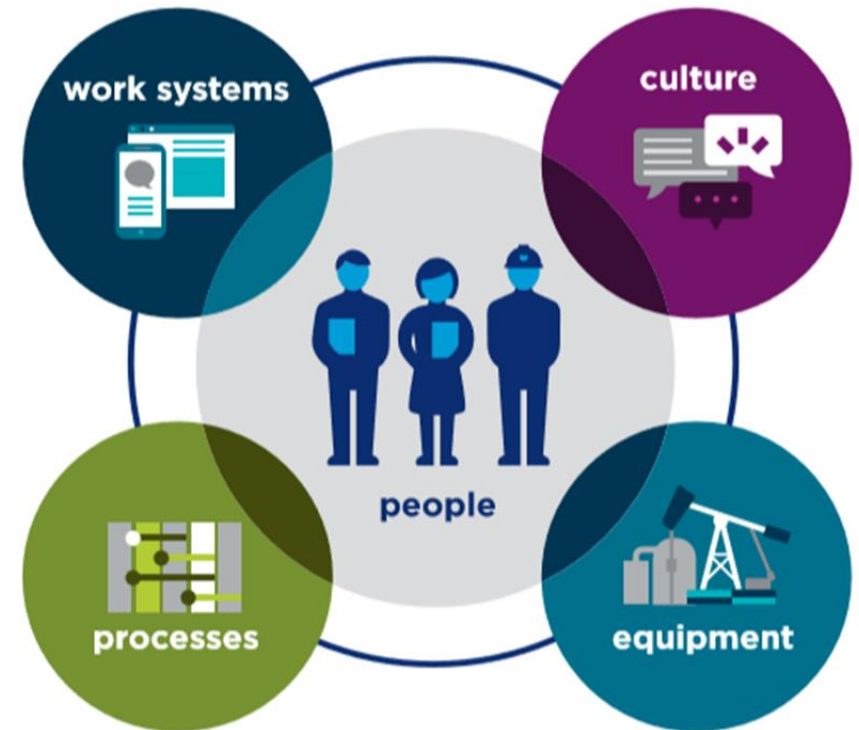 work systems
culture
people
processes
equipment